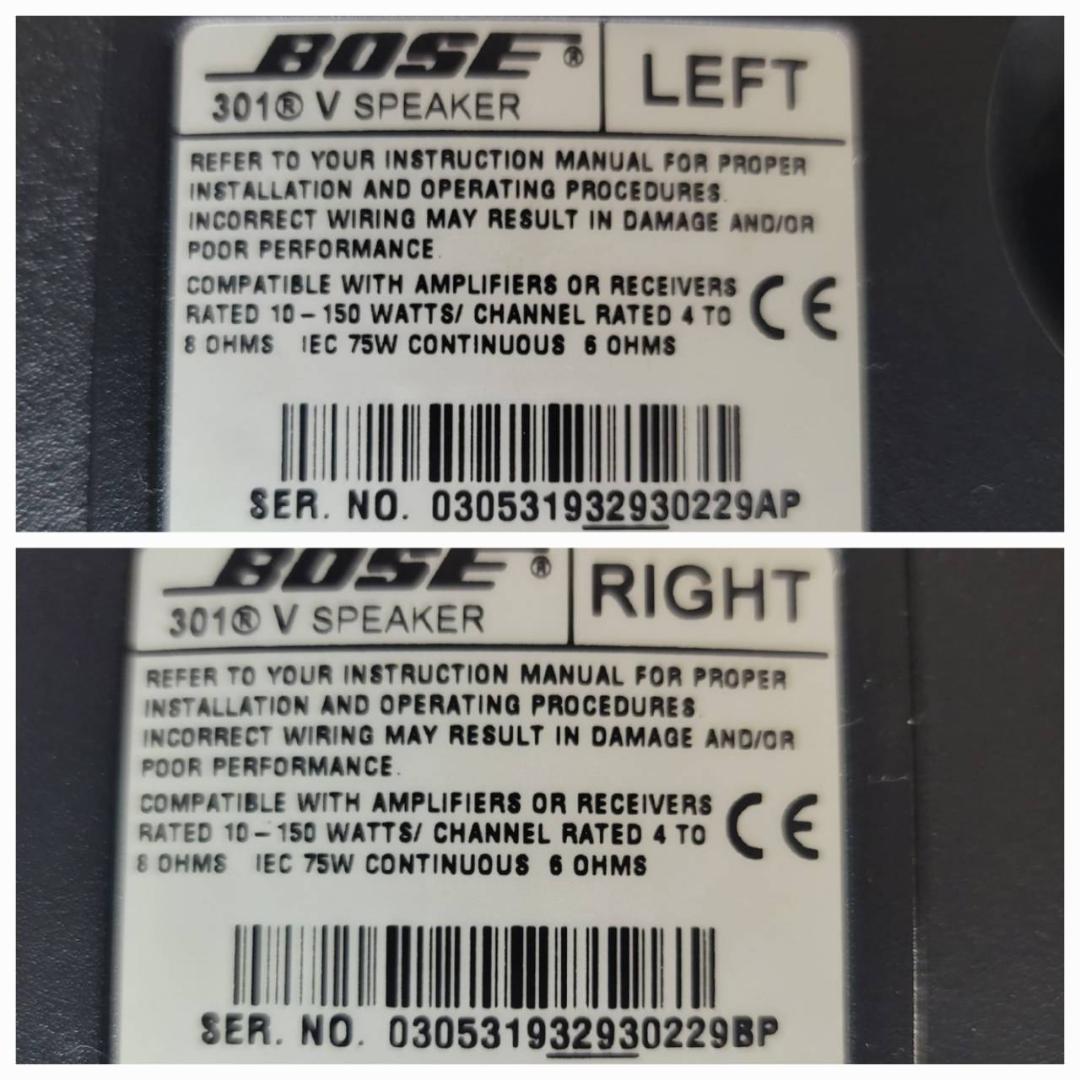 BOSE®
301® V SPEAKER
LEFT
REFER TO YOUR INSTRUCTION MANUAL FOR PROPER
INSTALLATION AND OPERATING PROCEDURES.
INCORRECT WIRING MAY RESULT IN DAMAGE AND/OR
POOR PERFORMANCE.
COMPATIBLE WITH AMPLIFIERS OR RECEIVERS
RATED 10 – 150 WATTS/ CHANNEL RATED 4 TO
8 OHMS IEC 75W CONTINUOUS 6 OHMS
CE
SER. NO. 030531932930229AP
BOSE®
301® V SPEAKER
RIGHT
REFER TO YOUR INSTRUCTION MANUAL FOR PROPER
INSTALLATION AND OPERATING PROCEDURES.
INCORRECT WIRING MAY RESULT IN DAMAGE AND/OR
POOR PERFORMANCE.
COMPATIBLE WITH AMPLIFIERS OR RECEIVERS
RATED 10 – 150 WATTS/ CHANNEL RATED 4 TO
8 OHMS IEC 75W CONTINUOUS 6 OHMS
CE
SER. NO. 030531932930229BP